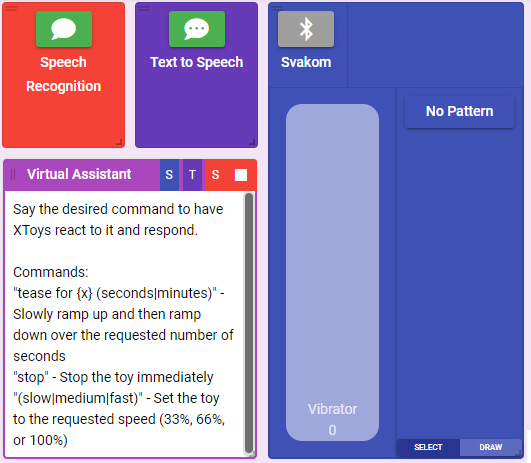 Speech
Recognition
Text to Speech
Svakom
No Pattern
Virtual Assistant
S
T
S
Say the desired command to have
XToys react to it and respond.
Commands:
"tease for {x} (seconds|minutes)" -
Slowly ramp up and then ramp
down over the requested number of
seconds
"stop" - Stop the toy immediately
"(slow|medium|fast)" - Set the toy
to the requested speed (33%, 66%,
or 100%)
Vibrator
0
SELECT
DRAW